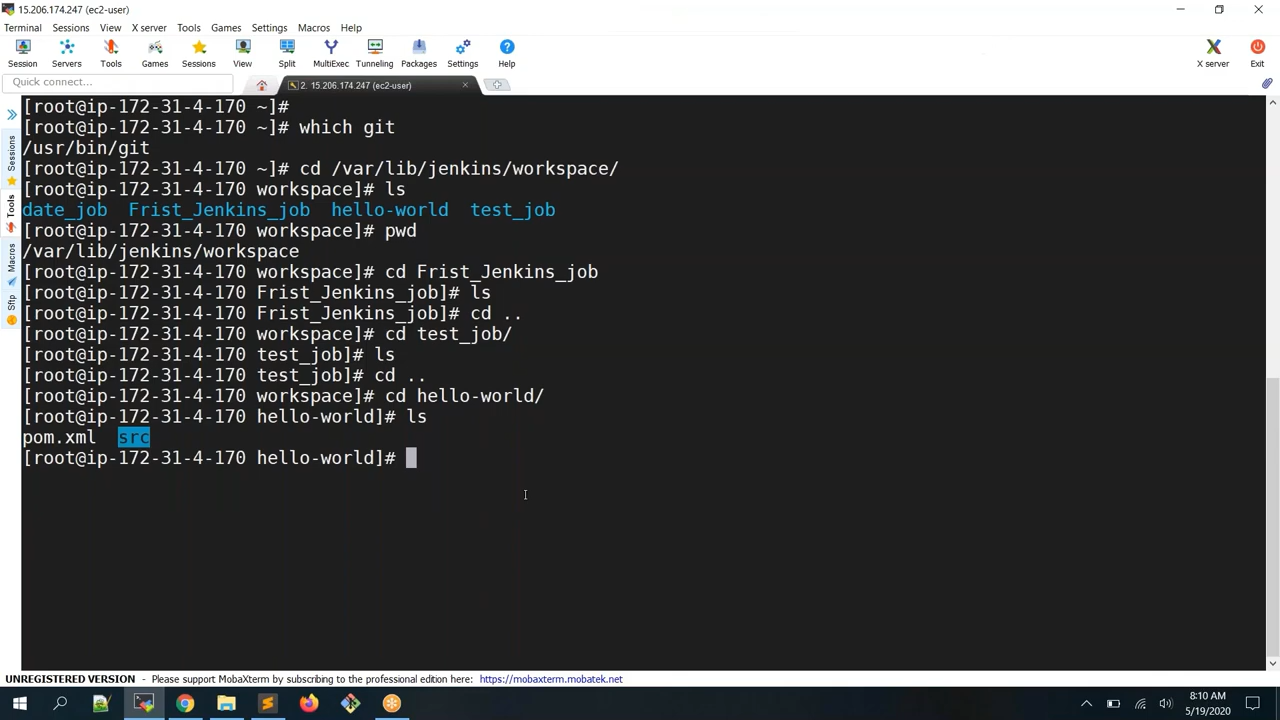 15.206.174.247 (ec2-user)
Terminal Sessions View X server Tools Games Settings Macros Help
Session Servers Tools Games Sessions View Split MultiExec Tunneling Packages Settings Help X server Exit
Quick connect...
2. 15.206.174.247 (ec2-user)
Sessions
Tools
Macros
Sftp
[root@ip-172-31-4-170 ~]#
[root@ip-172-31-4-170 ~]# which git
/usr/bin/git
[root@ip-172-31-4-170 ~]# cd /var/lib/jenkins/workspace/
[root@ip-172-31-4-170 workspace]# ls
date_job Frist_Jenkins_job hello-world test_job
[root@ip-172-31-4-170 workspace]# pwd
/var/lib/jenkins/workspace
[root@ip-172-31-4-170 workspace]# cd Frist_Jenkins_job
[root@ip-172-31-4-170 Frist_Jenkins_job]# ls
[root@ip-172-31-4-170 Frist_Jenkins_job]# cd ..
[root@ip-172-31-4-170 workspace]# cd test_job/
[root@ip-172-31-4-170 test_job]# ls
[root@ip-172-31-4-170 test_job]# cd ..
[root@ip-172-31-4-170 workspace]# cd hello-world/
[root@ip-172-31-4-170 hello-world]# ls
pom.xml src
[root@ip-172-31-4-170 hello-world]#
UNREGISTERED VERSION - Please support MobaXterm by subscribing to the professional edition here: https://mobaxterm.mobatek.net
8:10 AM
5/19/2020